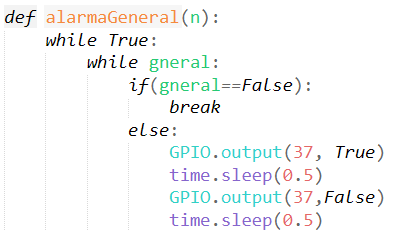 def alarmaGeneral(n):
    while True:
        while gneral:
            if(gneral==False):
                break
            else:
                GPIO.output(37, True)
                time.sleep(0.5)
                GPIO.output(37,False)
                time.sleep(0.5)